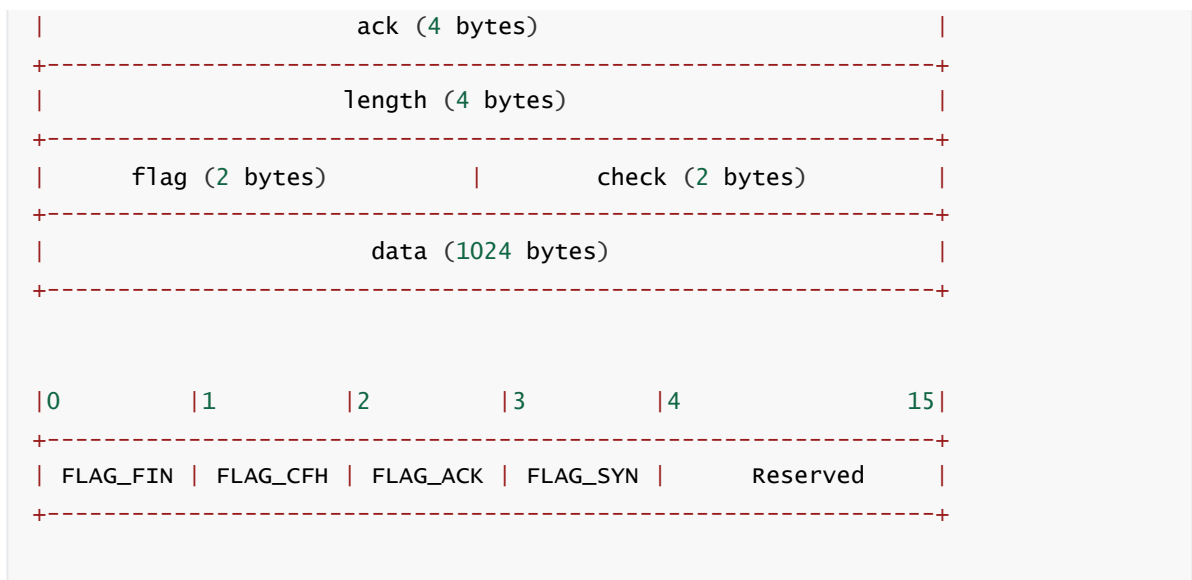 | ack (4 bytes) |
+---------------------------------------------------------------+
| length (4 bytes) |
+---------------------------------------------------------------+
| flag (2 bytes) | check (2 bytes) |
+---------------------------------------------------------------+
| data (1024 bytes) |
+---------------------------------------------------------------+
|0 |1 |2 |3 |4 15|
+---------------------------------------------------------------+
| FLAG_FIN | FLAG_CFH | FLAG_ACK | FLAG_SYN | Reserved |
+---------------------------------------------------------------+